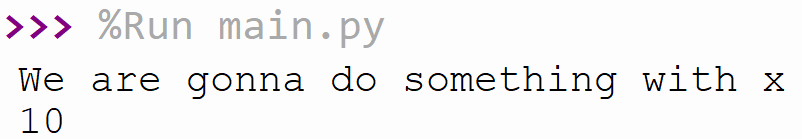 >>> %Run main.py
We are gonna do something with x
10